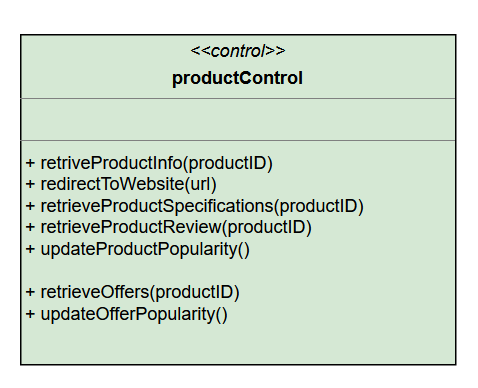 <<control>>
productControl
+ retriveProductInfo(productID)
+ redirectToWebsite(url)
+ retrieveProductSpecifications(productID)
+ retrieveProductReview(productID)
+ updateProductPopularity()
+ retrieveOffers(productID)
+ updateOfferPopularity()